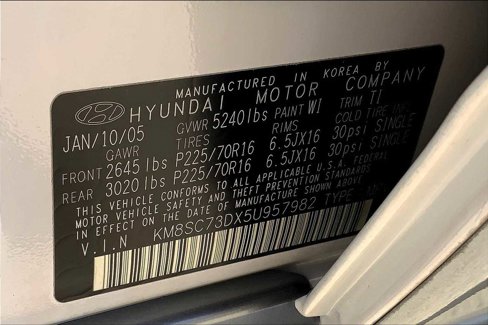 MANUFACTURED IN KOREA BY
HYUNDAI MOTOR COMPANY
JAN/10/05 GVWR 5240lbs PAINT WI TRIM TI
GAWR TIRES RIMS COLD TIRE INF.
FRONT 2645 lbs P225/70R16 6.5JX16 30psi SINGLE
REAR 3020 lbs P225/70R16 6.5JX16 30psi SINGLE
THIS VEHICLE CONFORMS TO ALL APPLICABLE U.S.A. FEDERAL
MOTOR VEHICLE SAFETY AND THEFT PREVENTION STANDARDS
IN EFFECT ON THE DATE OF MANUFACTURE SHOWN ABOVE.
V.I.N KM8SC73DX5U957982 TYPE